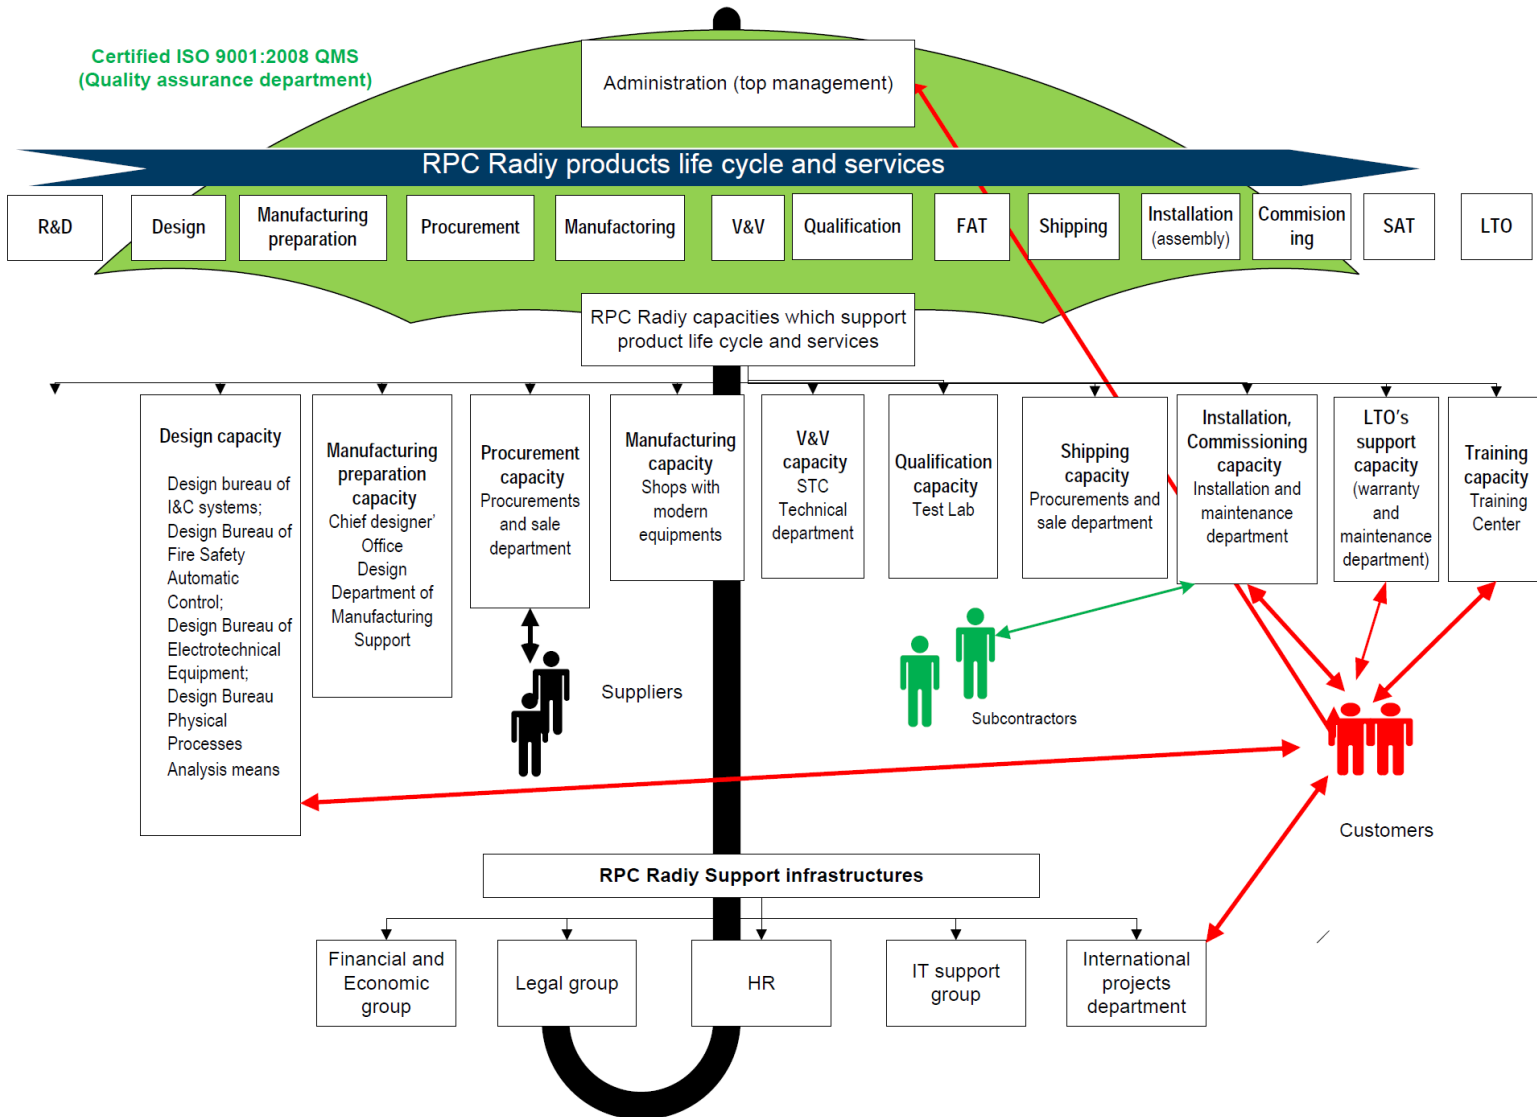 Certified ISO 9001:2008 QMS
(Quality assurance department)
Administration (top management)
RPC Radiy products life cycle and services
R&D
Design
Manufacturing
preparation
Procurement
Manufactoring
V&V
Qualification
FAT
Shipping
Installation
(assembly)
Commision
ing
SAT
LTO
RPC Radiy capacities which support
product life cycle and services
Design capacity
Design bureau of
I&C systems;
Design Bureau of
Fire Safety
Automatic
Control;
Design Bureau of
Electrotechnical
Equipment;
Design Bureau
Physical
Processes
Analysis means
Manufacturing
preparation
capacity
Chief designer'
Office
Design
Department of
Manufacturing
Support
Procurement
capacity
Procurements
and sale
department
Manufacturing
capacity
Shops with
modern
equipments
V&V
capacity
STC
Technical
department
Qualification
capacity
Test Lab
Shipping
capacity
Procurements and
sale department
Installation,
Commissioning
capacity
Installation and
maintenance
department
LTO's
support
capacity
(warranty
and
maintenance
department)
Training
capacity
Training
Center
Suppliers
Subcontractors
Customers
RPC Radiy Support infrastructures
Financial and
Economic
group
Legal group
HR
IT support
group
International
projects
department